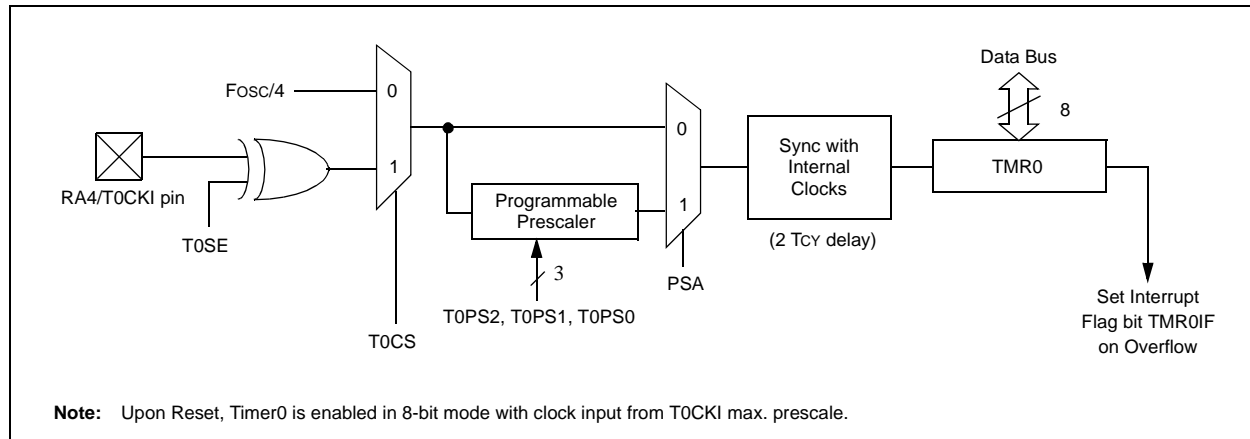 Data Bus
8
FOSC/4
0
1
RA4/T0CKI pin
T0SE
T0CS
Programmable
Prescaler
3
T0PS2, T0PS1, T0PS0
0
1
PSA
Sync with
Internal
Clocks
(2 TCY delay)
TMR0
Set Interrupt
Flag bit TMR0IF
on Overflow
Note: Upon Reset, Timer0 is enabled in 8-bit mode with clock input from T0CKI max. prescale.